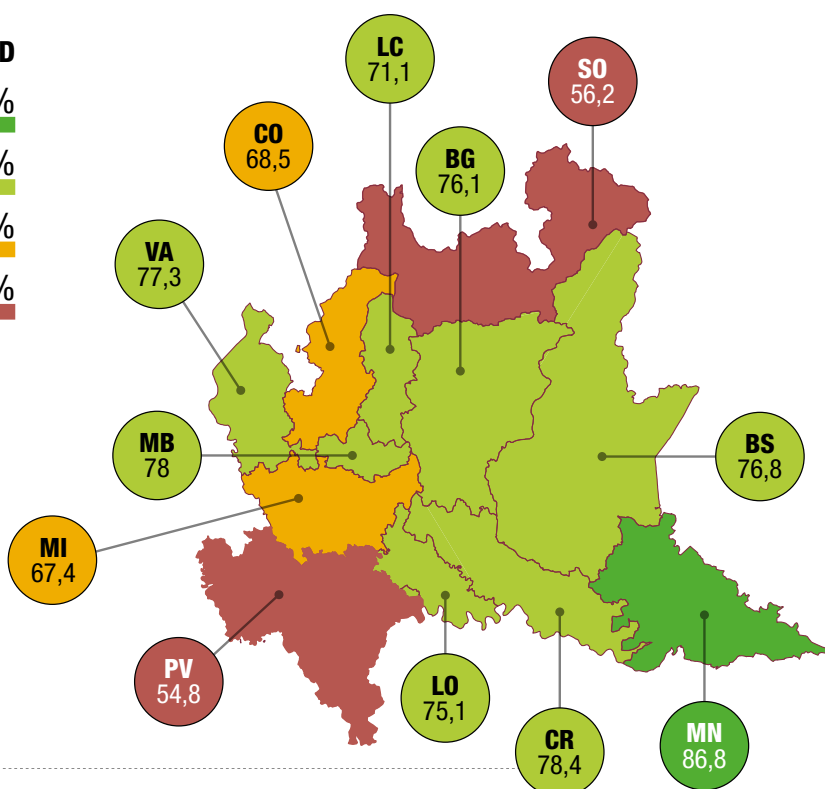 D
%
%
%
%
LC
71,1
SO
56,2
CO
68,5
BG
76,1
VA
77,3
MB
78
BS
76,8
MI
67,4
PV
54,8
LO
75,1
CR
78,4
MN
86,8